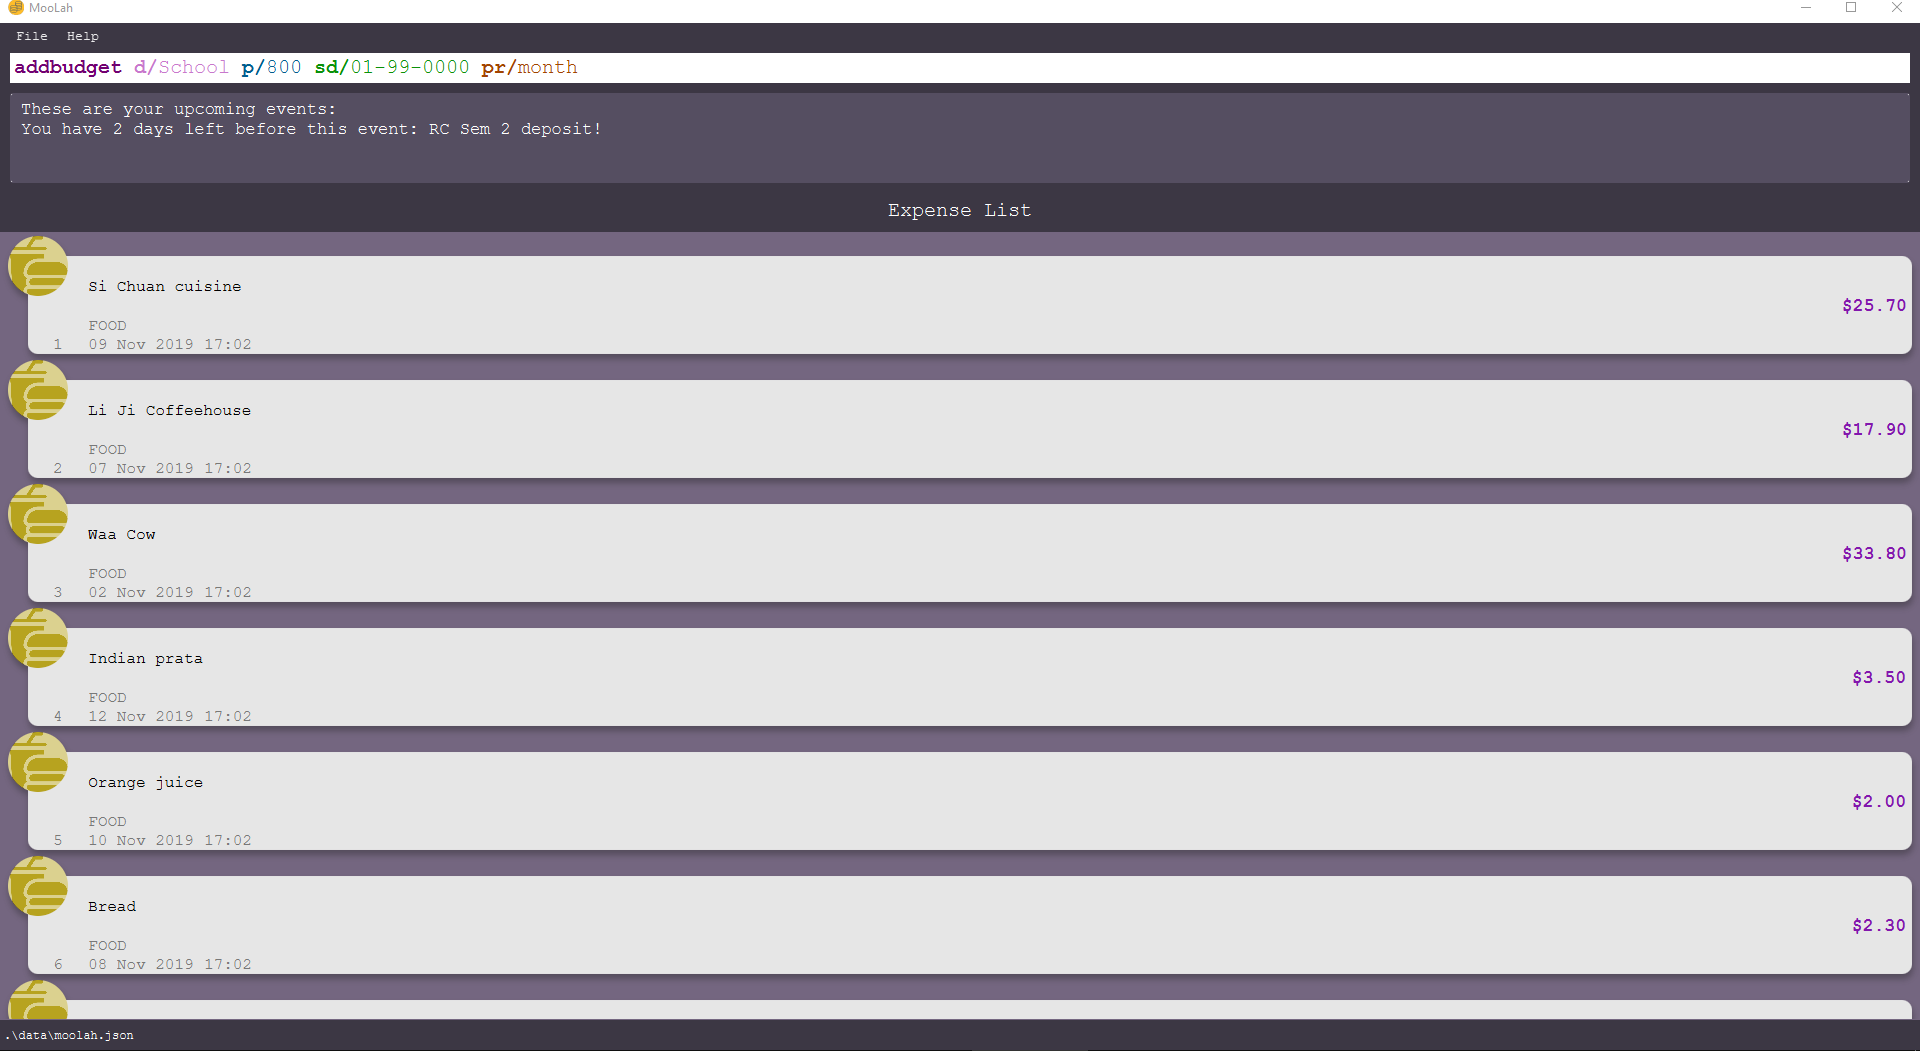 MooLah
File Help
addbudget d/School p/800 sd/01-99-0000 pr/month
These are your upcoming events:
You have 2 days left before this event: RC Sem 2 deposit!
Expense List
Si Chuan cuisine
$25.70
FOOD
1 09 Nov 2019 17:02
Li Ji Coffeehouse
$17.90
FOOD
2 07 Nov 2019 17:02
Waa Cow
$33.80
FOOD
3 02 Nov 2019 17:02
Indian prata
$3.50
FOOD
4 12 Nov 2019 17:02
Orange juice
$2.00
FOOD
5 10 Nov 2019 17:02
Bread
$2.30
FOOD
6 08 Nov 2019 17:02
.\data\moolah.json